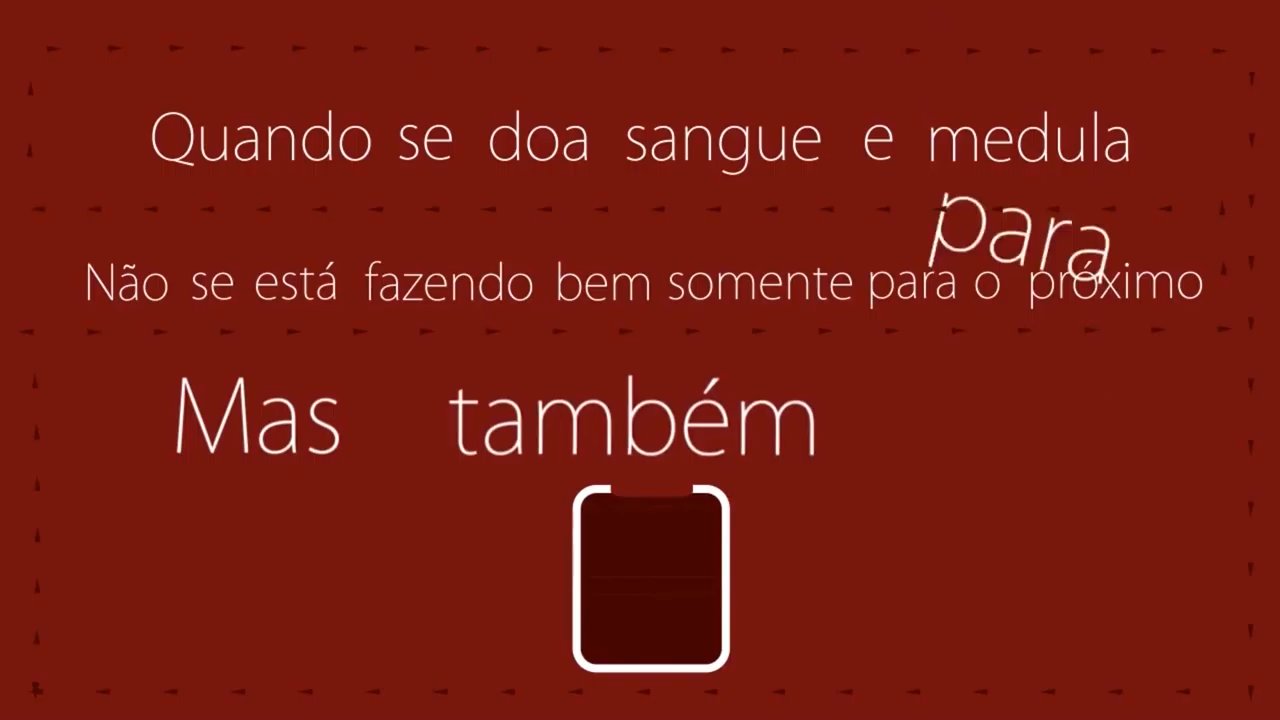 Quando se doa sangue e medula
para
Não se está fazendo bem somente para o próximo
Mas também